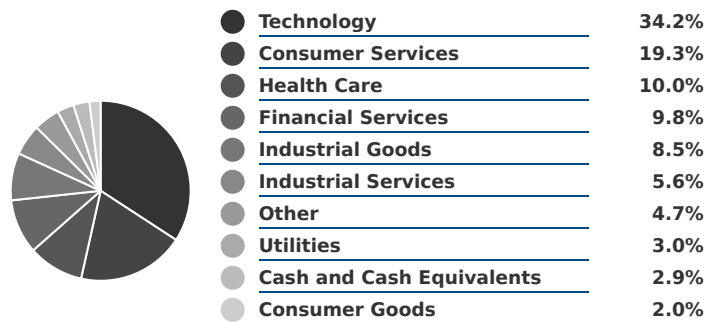 Technology 34.2%
Consumer Services 19.3%
Health Care 10.0%
Financial Services 9.8%
Industrial Goods 8.5%
Industrial Services 5.6%
Other 4.7%
Utilities 3.0%
Cash and Cash Equivalents 2.9%
Consumer Goods 2.0%